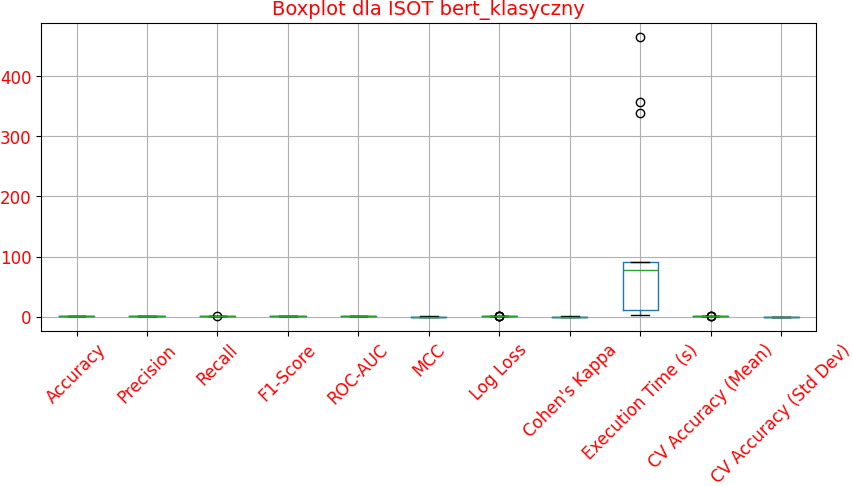 Boxplot dla ISOT bert_klasyczny
400
300
200
100
0
Accuracy
Precision
Recall
F1-Score
ROC-AUC
MCC
Log Loss
Cohen's Kappa
Execution Time (s)
CV Accuracy (Mean)
CV Accuracy (Std Dev)